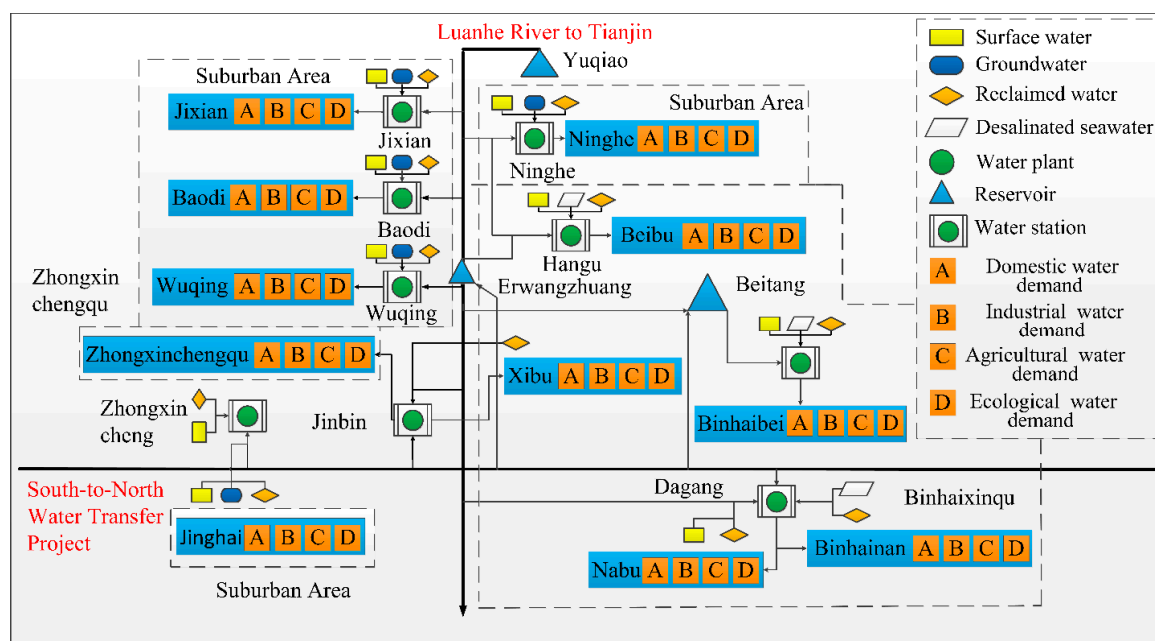 Luanhe River to Tianjin
Yuqiao
Suburban Area
Jixian A B C D
Jixian
Baodi A B C D
Baodi
Wuqing A B C D
Wuqing
Zhongxin
chengqu
Zhongxinchengqu A B C D
Zhongxin
cheng
Jinbin
Suburban Area
Ninghe A B C D
Ninghe
Beibu A B C D
Hangu
Erwangzhuang
Beitang
Xibu A B C D
Binhaibei A B C D
South-to-North
Water Transfer
Project
Jinghai A B C D
Suburban Area
Dagang
Binhaixinqu
Binhainan A B C D
Nabu A B C D
Surface water
Groundwater
Reclaimed water
Desalinated seawater
Water plant
Reservoir
Water station
A Domestic water
demand
B Industrial water
demand
C Agricultural water
demand
D Ecological water
demand